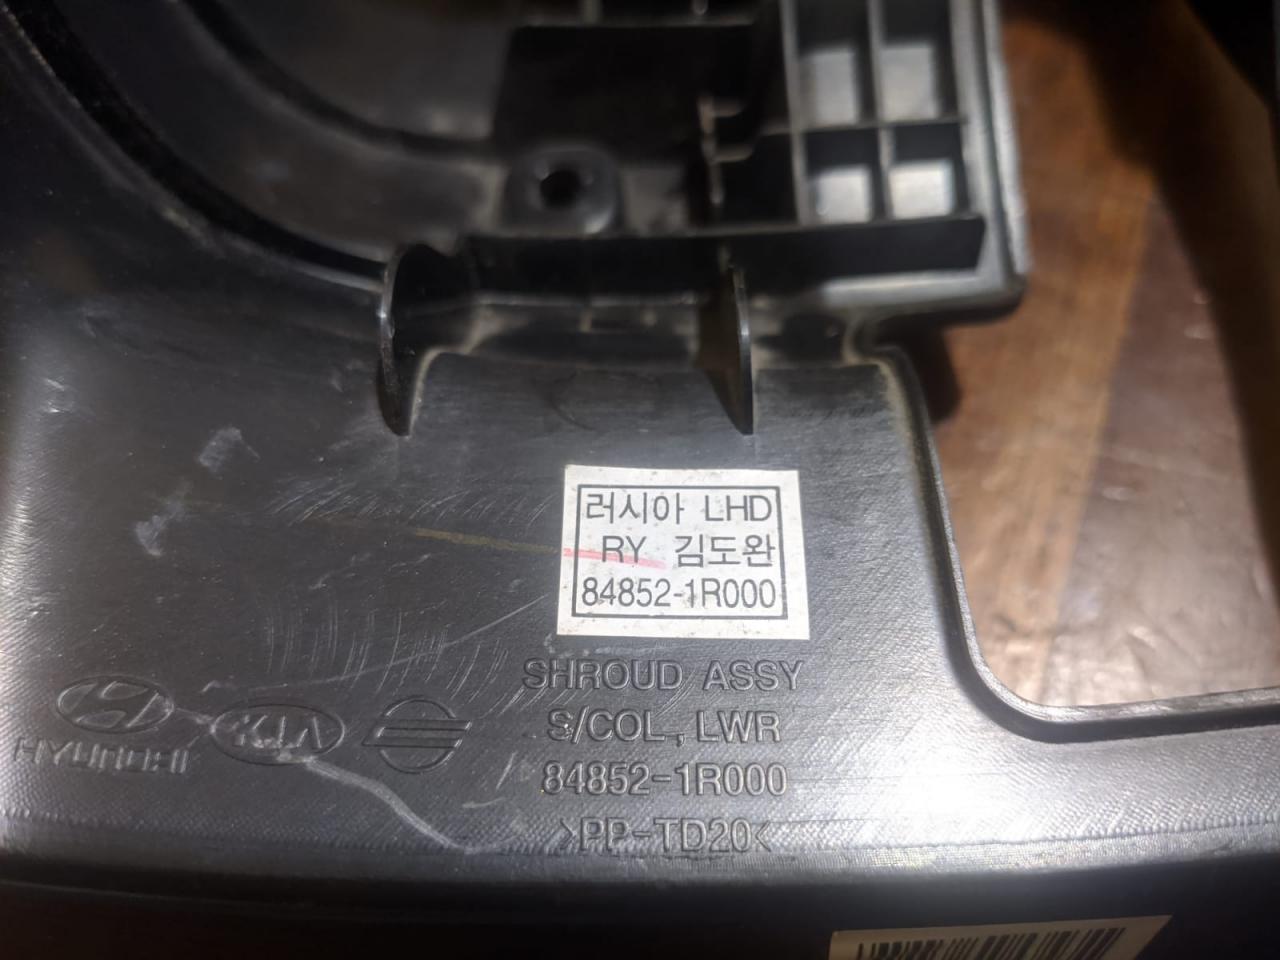 러시아 LHD
RY 김도완
84852-1R000
SHROUD ASSY
S/COL, LWR
84852-1R000
>PP-TD20<
HYUNDAI
KIA